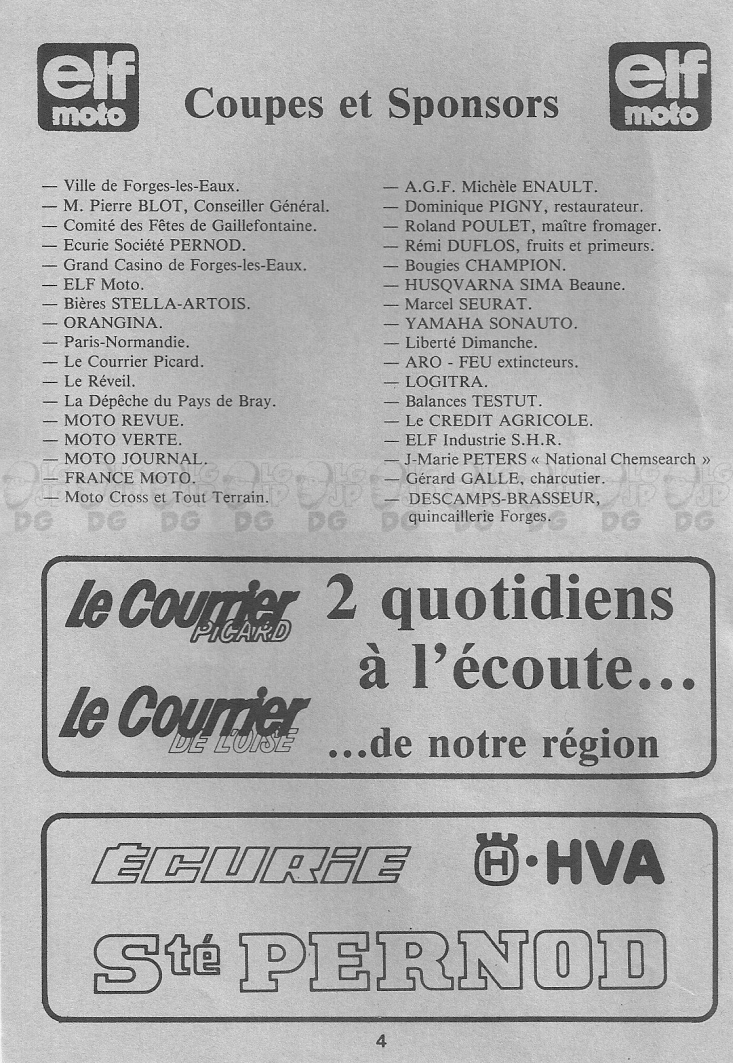 elf
moto
Coupes et Sponsors
elf
moto
— Ville de Forges-les-Eaux.
— M. Pierre BLOT, Conseiller Général.
— Comité des Fêtes de Gaillefontaine.
— Ecurie Société PERNOD.
— Grand Casino de Forges-les-Eaux.
— ELF Moto.
— Bières STELLA-ARTOIS.
— ORANGINA.
— Paris-Normandie.
— Le Courrier Picard.
— Le Réveil.
— La Dépêche du Pays de Bray.
— MOTO REVUE.
— MOTO VERTE.
— MOTO JOURNAL.
— FRANCE MOTO.
— Moto Cross et Tout Terrain.
— A.G.F. Michèle ENAULT.
— Dominique PIGNY, restaurateur.
— Roland POULET, maître fromager.
— Rémi DUFLOS, fruits et primeurs.
— Bougies CHAMPION.
— HUSQVARNA SIMA Beaune.
— Marcel SEURAT.
— YAMAHA SONAUTO.
— Liberté Dimanche.
— ARO - FEU extincteurs.
— LOGITRA.
— Balances TESTUT.
— Le CREDIT AGRICOLE.
— ELF Industrie S.H.R.
— J-Marie PETERS « National Chemsearch »
— Gérard GALLE, charcutier.
— DESCAMPS-BRASSEUR,
quincaillerie Forges.
le Courrier
PICARD
le Courrier
DE L'OISE
2 quotidiens
à l'écoute...
...de notre région
ÉCURIE
H·HVA
Sté PERNOD
4